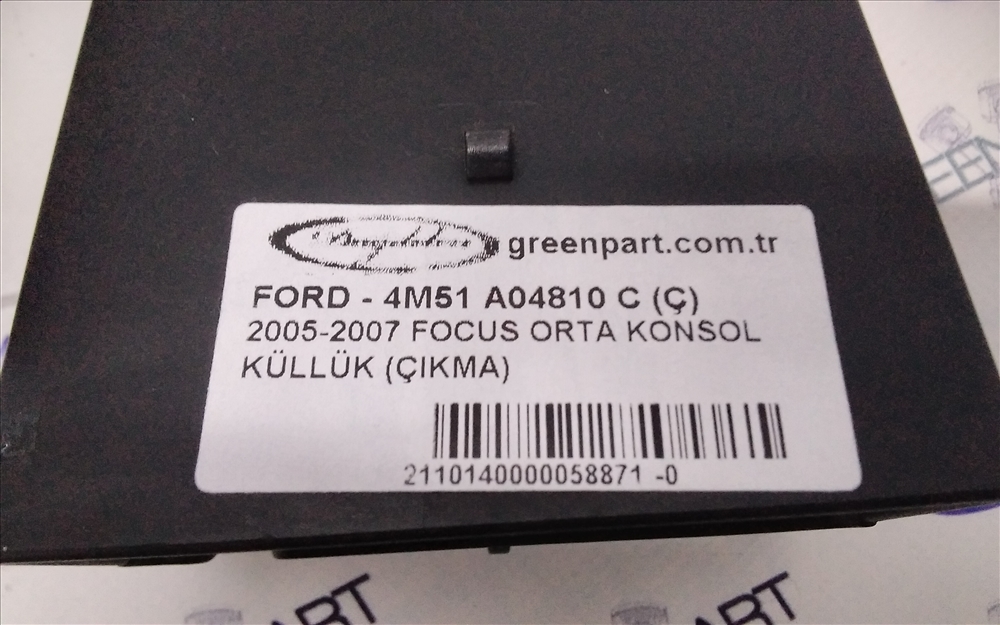 greenpart.com.tr
FORD - 4M51 A04810 C (Ç)
2005-2007 FOCUS ORTA KONSOL
KÜLLÜK (ÇIKMA)
2110140000058871 -0